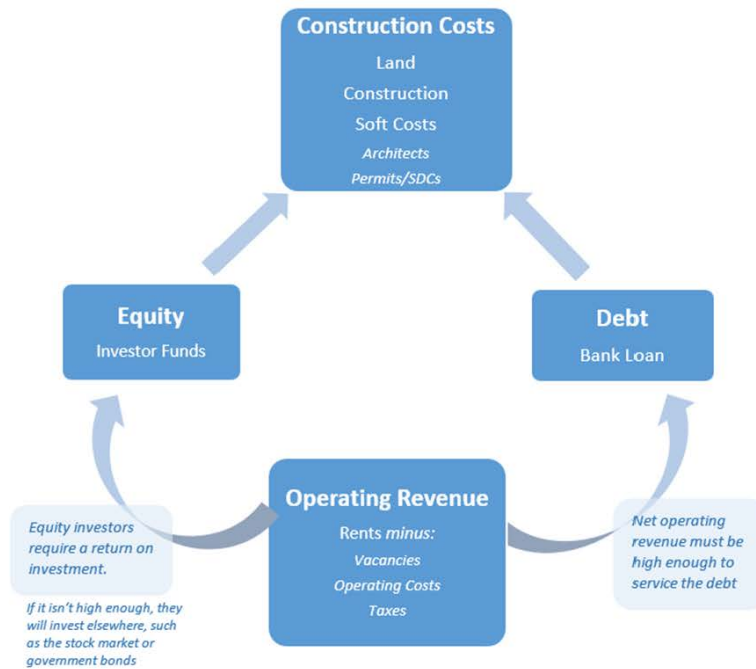 Construction Costs
Land
Construction
Soft Costs
Architects
Permits/SDCs
Equity
Investor Funds
Debt
Bank Loan
Operating Revenue
Rents minus:
Vacancies
Operating Costs
Taxes
Equity investors
require a return on
investment.
If it isn't high enough, they
will invest elsewhere, such
as the stock market or
government bonds
Net operating
revenue must be
high enough to
service the debt